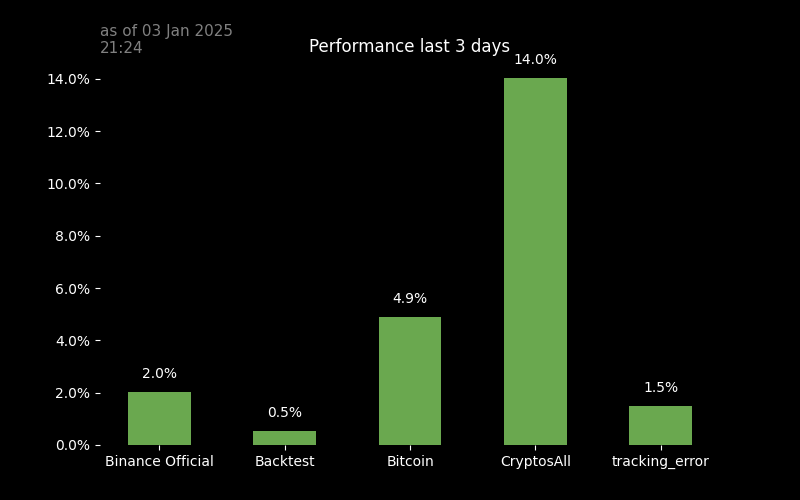 as of 03 Jan 2025
21:24
Performance last 3 days
14.0%
14.0%
12.0%
10.0%
8.0%
6.0%
4.9%
4.0%
2.0%
2.0%
1.5%
0.5%
0.0%
Binance Official
Backtest
Bitcoin
CryptosAll
tracking_error